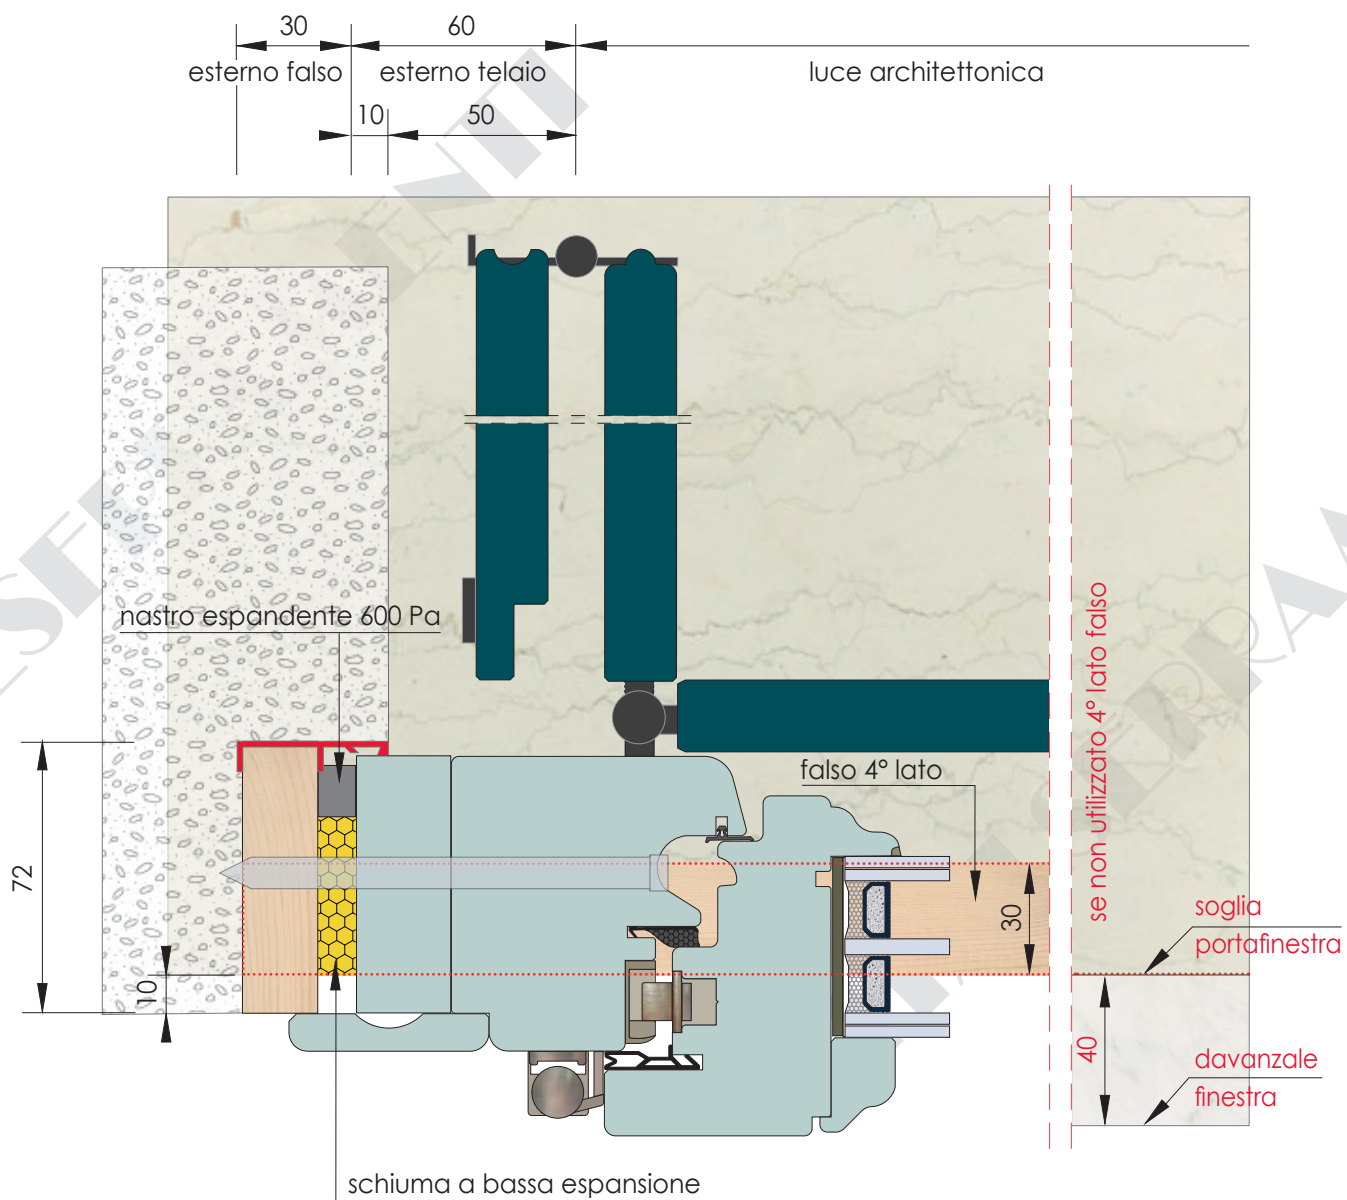 30
60
esterno falso
esterno telaio
luce architettonica
10
50
nastro espandente 600 Pa
falso 4° lato
72
10
30
se non utilizzato 4° lato falso
soglia
portafinestra
40
davanzale
finestra
schiuma a bassa espansione